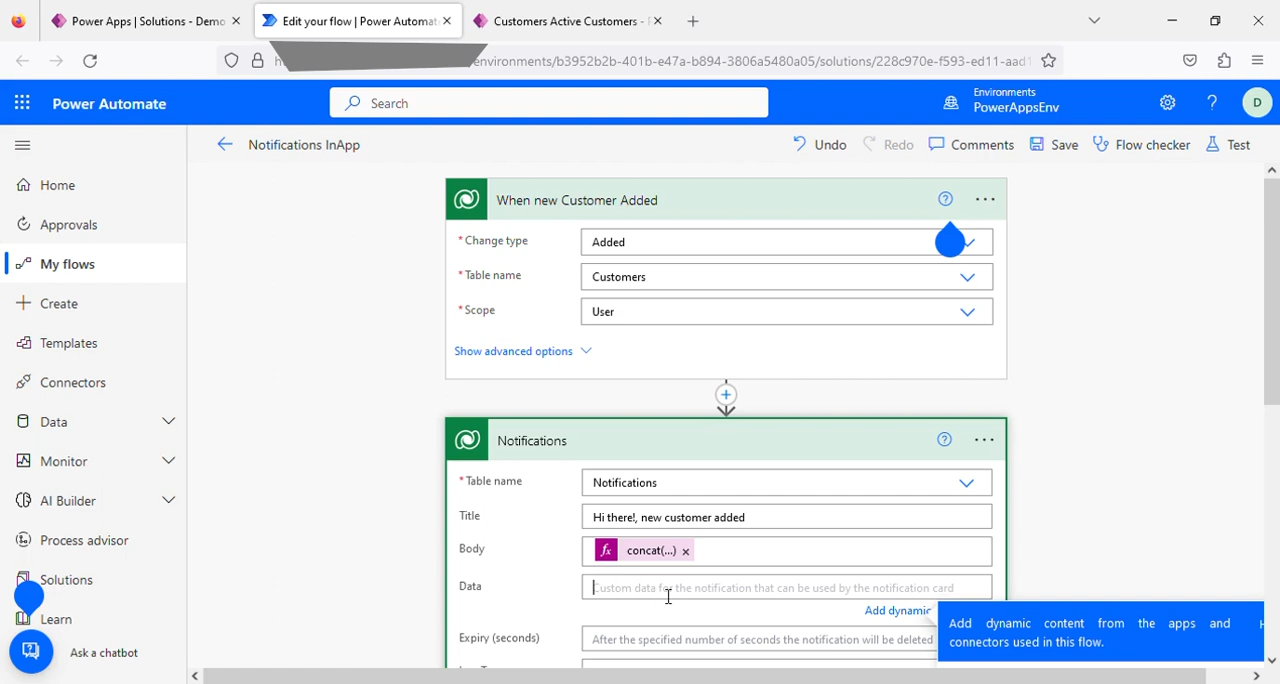 Power Apps | Solutions - Demo
Edit your flow | Power Automat
Customers Active Customers -
environments/b3952b2b-401b-e47a-b894-3806a5480a05/solutions/228c970e-f593-ed11-aad1
Power Automate
Search
Environments
PowerAppsEnv
D
Notifications InApp
Undo
Redo
Comments
Save
Flow checker
Test
Home
Approvals
My flows
Create
Templates
Connectors
Data
Monitor
AI Builder
Process advisor
Solutions
Learn
Ask a chatbot
When new Customer Added
* Change type
Added
* Table name
Customers
* Scope
User
Show advanced options
Notifications
* Table name
Notifications
Title
Hi there!, new customer added
Body
fx concat(...) ×
Data
Custom data for the notification that can be used by the notification card
Add dynamic
Add dynamic content from the apps and
connectors used in this flow.
Expiry (seconds)
After the specified number of seconds the notification will be deleted